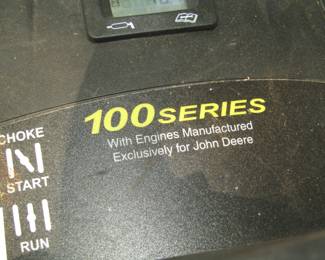 100 SERIES
With Engines Manufactured
Exclusively for John Deere
CHOKE
START
RUN